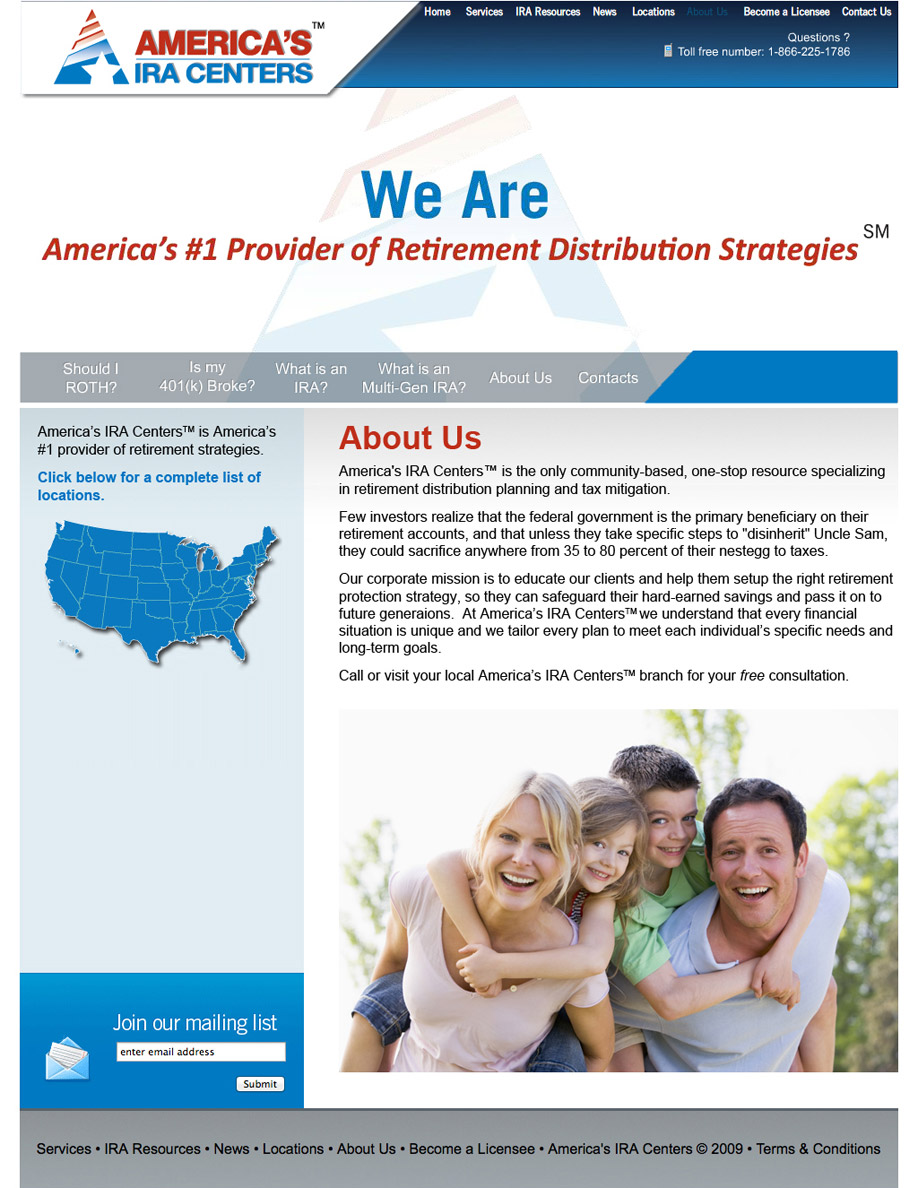 AMERICA'S™
IRA CENTERS
Home Services IRA Resources News Locations About Us Become a Licensee Contact Us
Questions ?
Toll free number: 1-866-225-1786
We Are
America's #1 Provider of Retirement Distribution Strategies SM
Should I
ROTH?
Is my
401(k) Broke?
What is an
IRA?
What is an
Multi-Gen IRA?
About Us
Contacts
America's IRA Centers™ is America's
#1 provider of retirement strategies.
Click below for a complete list of
locations.
About Us
America's IRA Centers™ is the only community-based, one-stop resource specializing
in retirement distribution planning and tax mitigation.
Few investors realize that the federal government is the primary beneficiary on their
retirement accounts, and that unless they take specific steps to "disinherit" Uncle Sam,
they could sacrifice anywhere from 35 to 80 percent of their nestegg to taxes.
Our corporate mission is to educate our clients and help them setup the right retirement
protection strategy, so they can safeguard their hard-earned savings and pass it on to
future generaions. At America's IRA Centers™ we understand that every financial
situation is unique and we tailor every plan to meet each individual's specific needs and
long-term goals.
Call or visit your local America's IRA Centers™ branch for your free consultation.
Join our mailing list
enter email address
Submit
Services • IRA Resources • News • Locations • About Us • Become a Licensee • America's IRA Centers © 2009 • Terms & Conditions